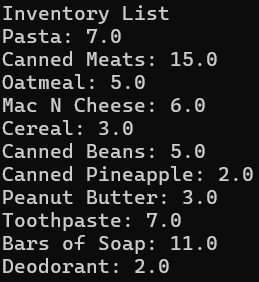 Inventory List
Pasta: 7.0
Canned Meats: 15.0
Oatmeal: 5.0
Mac N Cheese: 6.0
Cereal: 3.0
Canned Beans: 5.0
Canned Pineapple: 2.0
Peanut Butter: 3.0
Toothpaste: 7.0
Bars of Soap: 11.0
Deodorant: 2.0